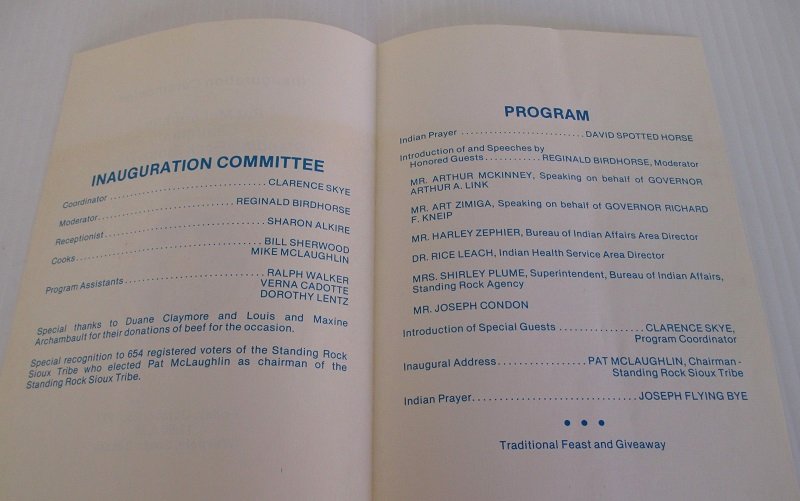 INAUGURATION COMMITTEE
Coordinator ........................................ CLARENCE SKYE
Moderator................................... REGINALD BIRDHORSE
Receptionist........................................ SHARON ALKIRE
Cooks............................................. BILL SHERWOOD
MIKE MCLAUGHLIN
Program Assistants............................... RALPH WALKER
VERNA CADOTTE
DOROTHY LENTZ
Special thanks to Duane Claymore and Louis and Maxine
Archambault for their donations of beef for the occasion.
Special recognition to 654 registered voters of the Standing Rock
Sioux Tribe who elected Pat McLaughlin as chairman of the
Standing Rock Sioux Tribe.
PROGRAM
Indian Prayer ............................ DAVID SPOTTED HORSE
Introduction of and Speeches by
Honored Guests ............ REGINALD BIRDHORSE, Moderator
MR. ARTHUR MCKINNEY, Speaking on behalf of GOVERNOR
ARTHUR A. LINK
MR. ART ZIMIGA, Speaking on behalf of GOVERNOR RICHARD
F. KNEIP
MR. HARLEY ZEPHIER, Bureau of Indian Affairs Area Director
DR. RICE LEACH, Indian Health Service Area Director
MRS. SHIRLEY PLUME, Superintendent, Bureau of Indian Affairs,
Standing Rock Agency
MR. JOSEPH CONDON
Introduction of Special Guests ................. CLARENCE SKYE,
Program Coordinator
Inaugural Address................. PAT MCLAUGHLIN, Chairman -
Standing Rock Sioux Tribe
Indian Prayer................................. JOSEPH FLYING BYE
● ● ●
Traditional Feast and Giveaway